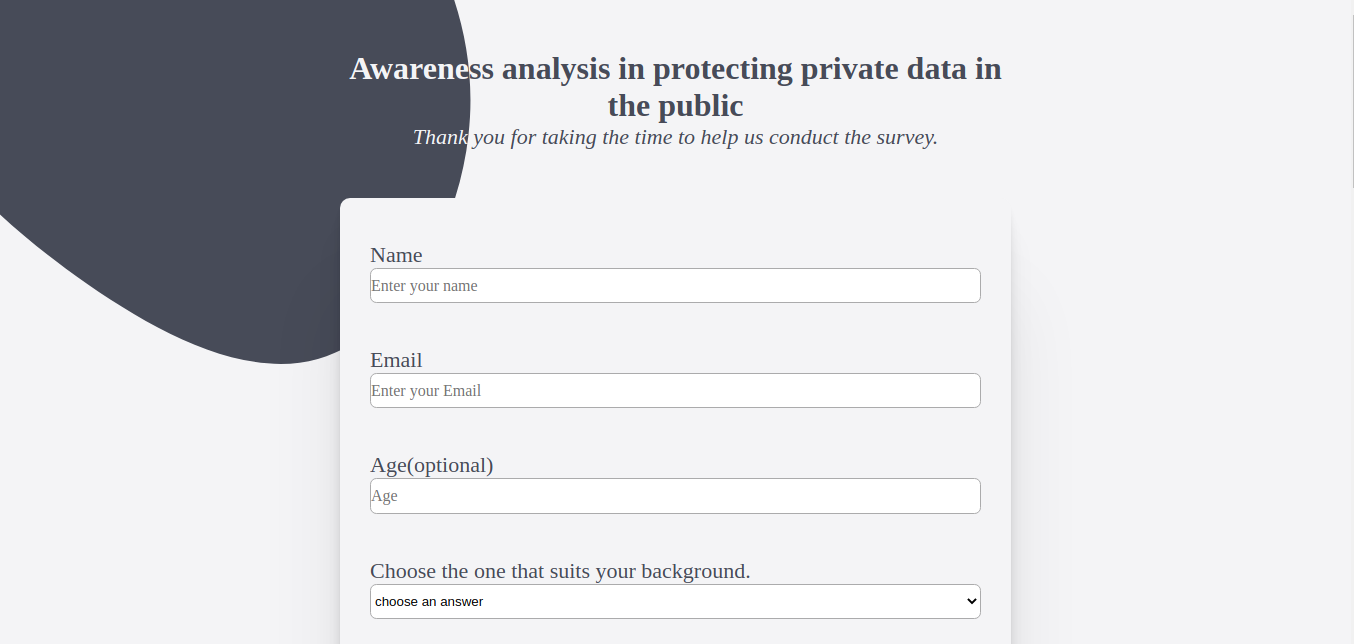 Awareness analysis in protecting private data in
the public
Thank you for taking the time to help us conduct the survey.
Name
Enter your name
Email
Enter your Email
Age(optional)
Age
Choose the one that suits your background.
choose an answer